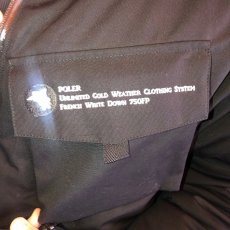 POLER
UNLIMITED COLD WEATHER CLOTHING SYSTEM
FRENCH WHITE DOWN 750FP